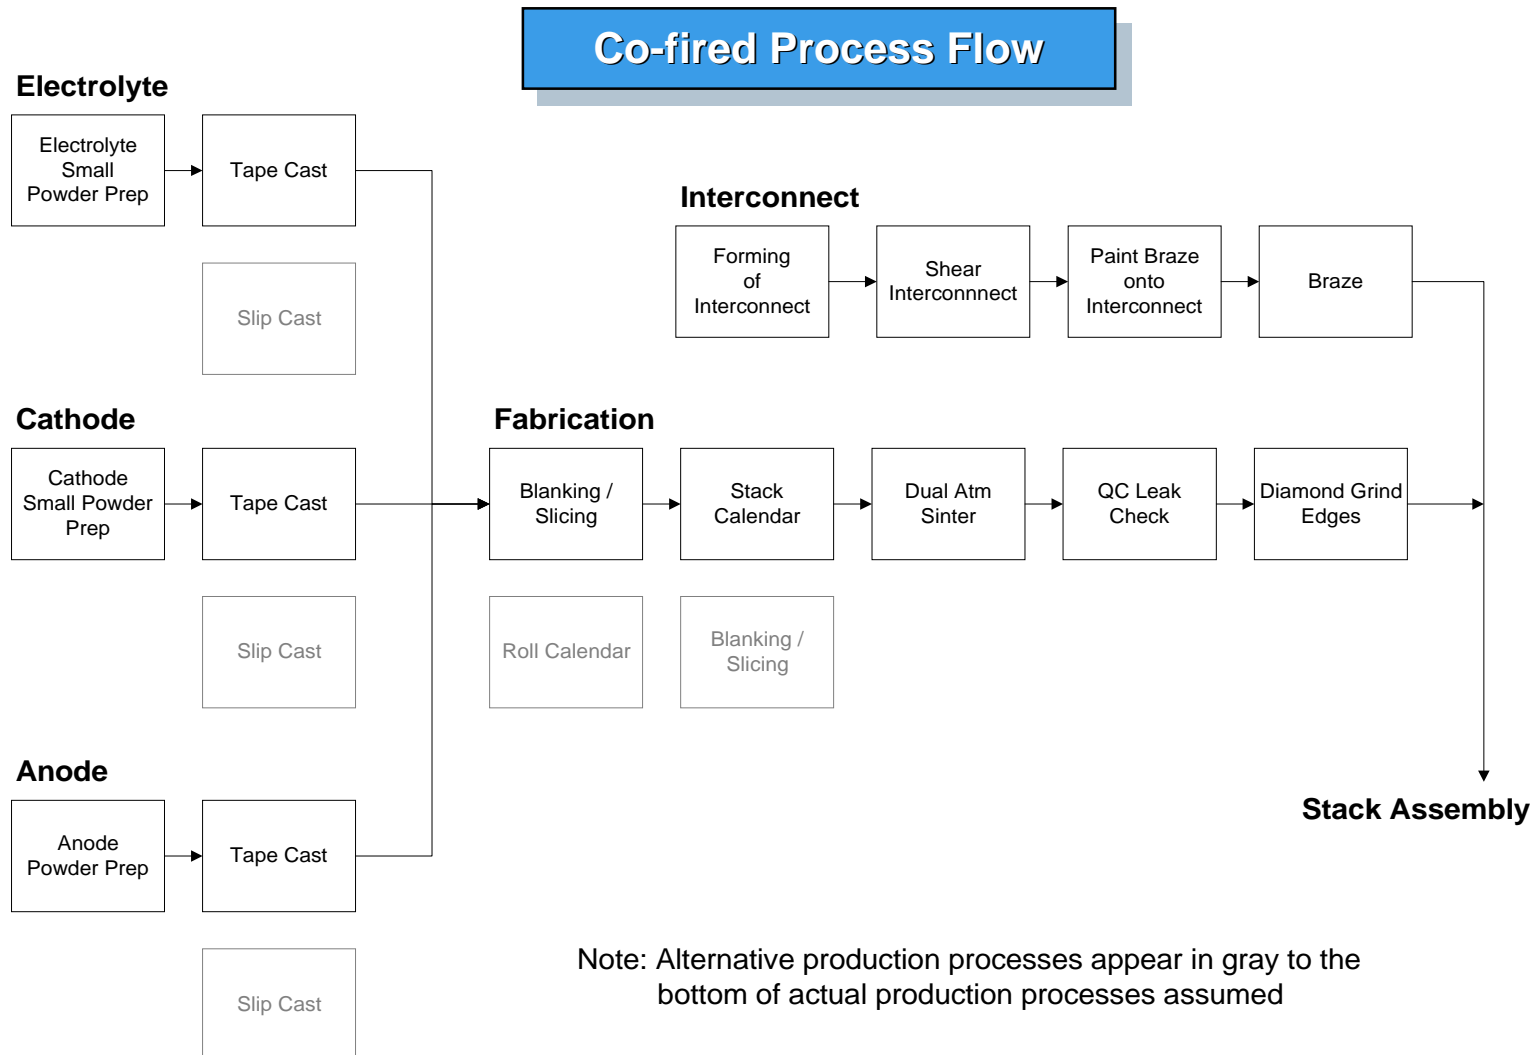 Co-fired Process Flow
Electrolyte
Electrolyte
Small
Powder Prep
Tape Cast
Slip Cast
Interconnect
Forming
of
Interconnect
Shear
Interconnnect
Paint Braze
onto
Interconnect
Braze
Cathode
Cathode
Small Powder
Prep
Tape Cast
Slip Cast
Fabrication
Blanking /
Slicing
Stack
Calendar
Dual Atm
Sinter
QC Leak
Check
Diamond Grind
Edges
Roll Calendar
Blanking /
Slicing
Anode
Anode
Powder Prep
Tape Cast
Slip Cast
Stack Assembly
Note: Alternative production processes appear in gray to the
bottom of actual production processes assumed